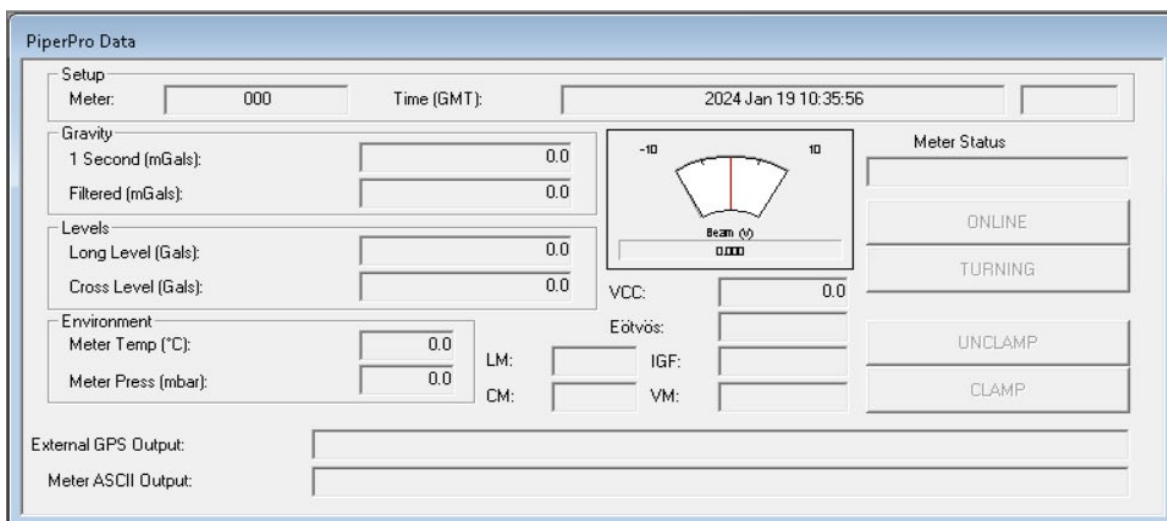 PiperPro Data
Setup
Meter: 000 Time (GMT): 2024 Jan 19 10:35:56
Gravity
1 Second (mGals): 0.0
Filtered (mGals): 0.0
-10 10
Beam (V)
0.000
Meter Status
Levels
Long Level (Gals): 0.0
Cross Level (Gals): 0.0
ONLINE
TURNING
VCC: 0.0
Eötvös:
Environment
Meter Temp (°C): 0.0
Meter Press (mbar): 0.0
LM: IGF:
CM: VM:
UNCLAMP
CLAMP
External GPS Output:
Meter ASCII Output: